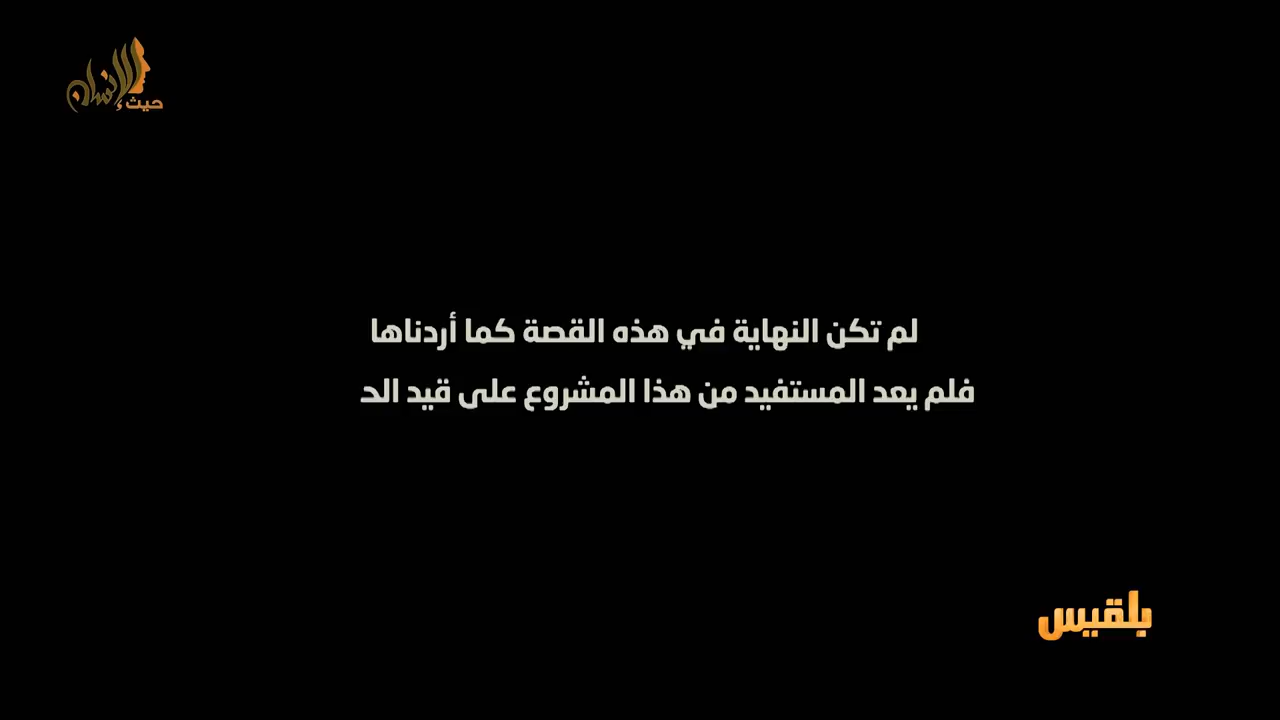 حيث الإنسان
لم تكن النهاية في هذه القصة كما أردناها
فلم يعد المستفيد من هذا المشروع على قيد الح
بلقيس